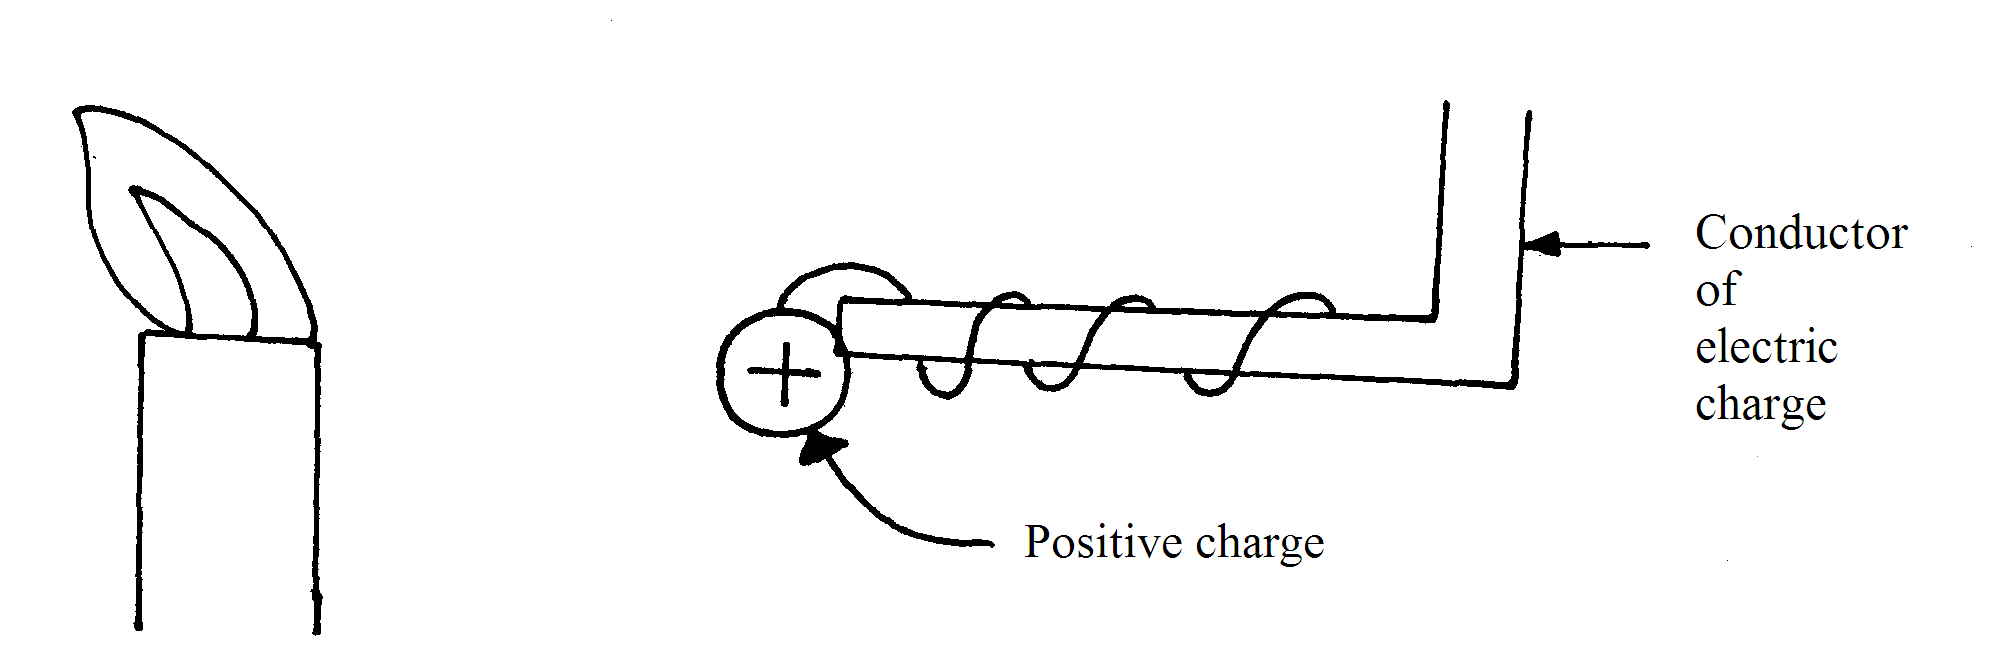 Conductor
of
electric
charge
+
Positive charge